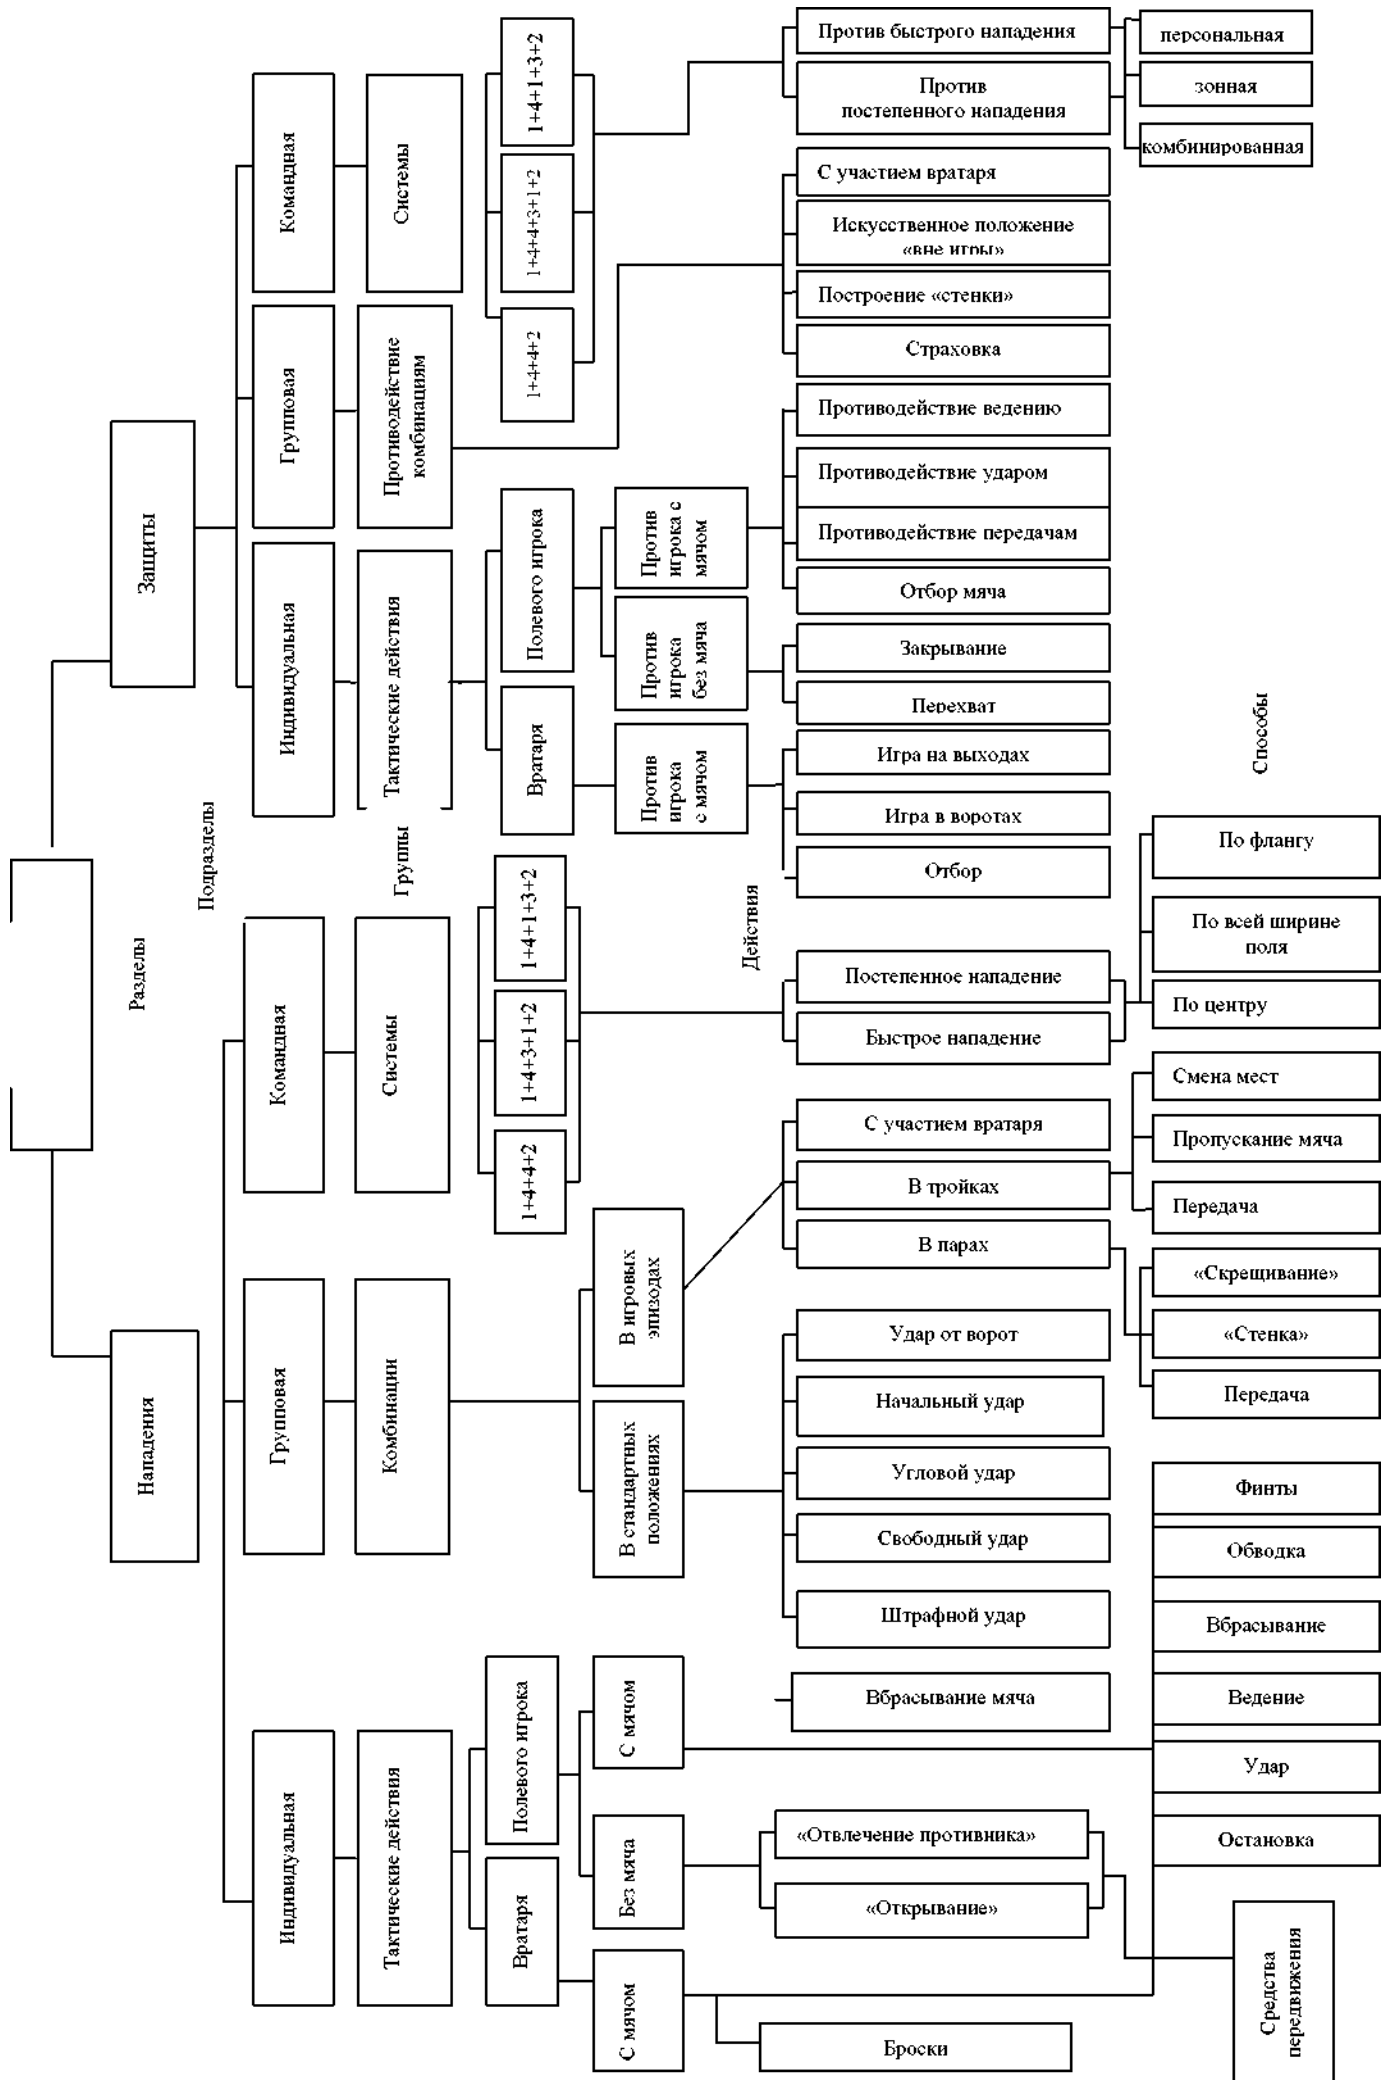 Против быстрого нападения
персональная
Против
постепенного нападения
зонная
комбинированная
1+4+1+3+2
1+4+4+3+1+2
1+4+4+2
Командная
Системы
С участием вратаря
Искусственное положение
«вне игры»
Построение «стенки»
Страховка
Групповая
Противодействие
комбинациям
Противодействие ведению
Противодействие ударом
Противодействие передачам
Отбор мяча
Защиты
Полевого игрока
Против
игрока с
мячом
Индивидуальная
Тактические действия
Против
игрока
без мяча
Закрывание
Перехват
Вратаря
Против
игрока
с мячом
Игра на выходах
Игра в воротах
Отбор
Способы
Подразделы
Группы
Разделы
Действия
По флангу
По всей ширине
поля
По центру
1+4+1+3+2
1+4+3+1+2
1+4+4+2
Командная
Системы
Постепенное нападение
Быстрое нападение
Смена мест
Пропускание мяча
Передача
С участием вратаря
В тройках
В парах
«Скрещивание»
«Стенка»
Передача
Нападения
Групповая
Комбинации
В игровых
эпизодах
В стандартных
положениях
Удар от ворот
Начальный удар
Угловой удар
Свободный удар
Штрафной удар
Вбрасывание мяча
Финты
Обводка
Вбрасывание
Ведение
Удар
Остановка
Индивидуальная
Тактические действия
Полевого игрока
Вратаря
С мячом
Без мяча
С мячом
«Отвлечение противника»
«Открывание»
Броски
Средства
передвижения